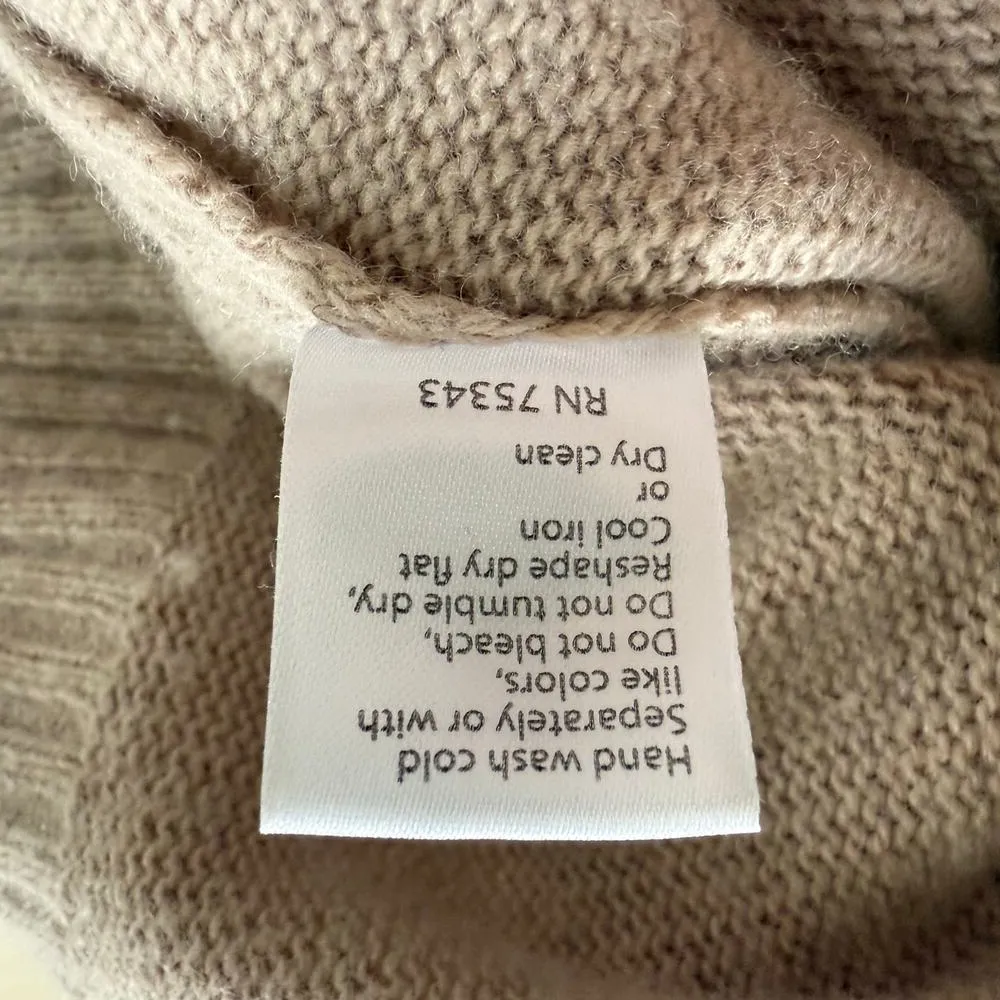 Hand wash cold
Separately or with
like colors,
Do not bleach,
Do not tumble dry,
Reshape dry flat
Cool iron
or
Dry clean
RN 75343